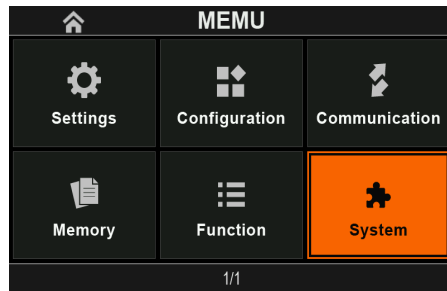 MEMU
Settings
Configuration
Communication
Memory
Function
System
1/1